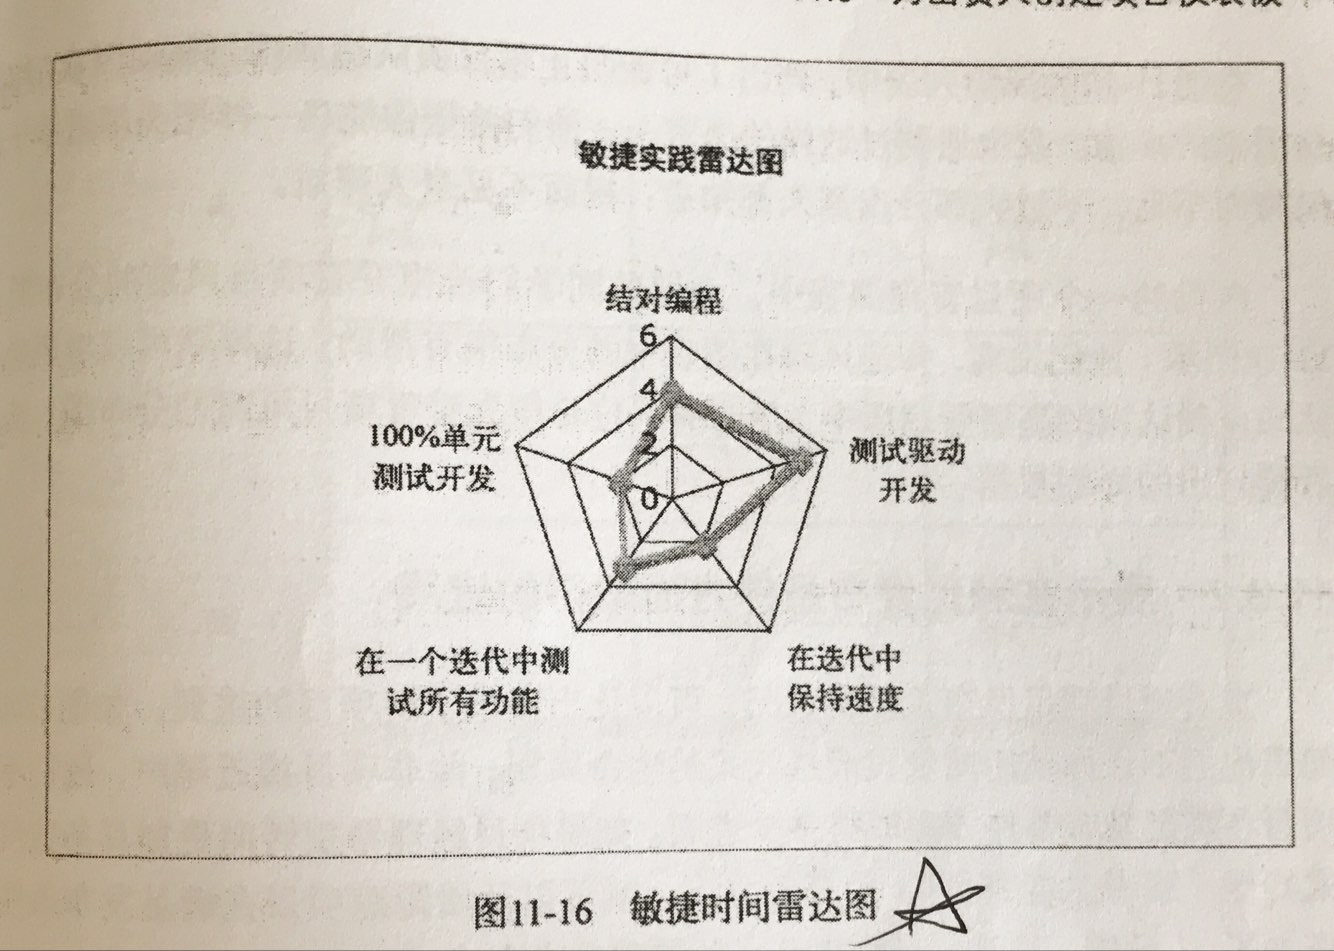 敏捷实践雷达图
结对编程
6
4
2
0
100%单元
测试开发
测试驱动
开发
在一个迭代中测
试所有功能
在迭代中
保持速度
图11-16 敏捷时间雷达图